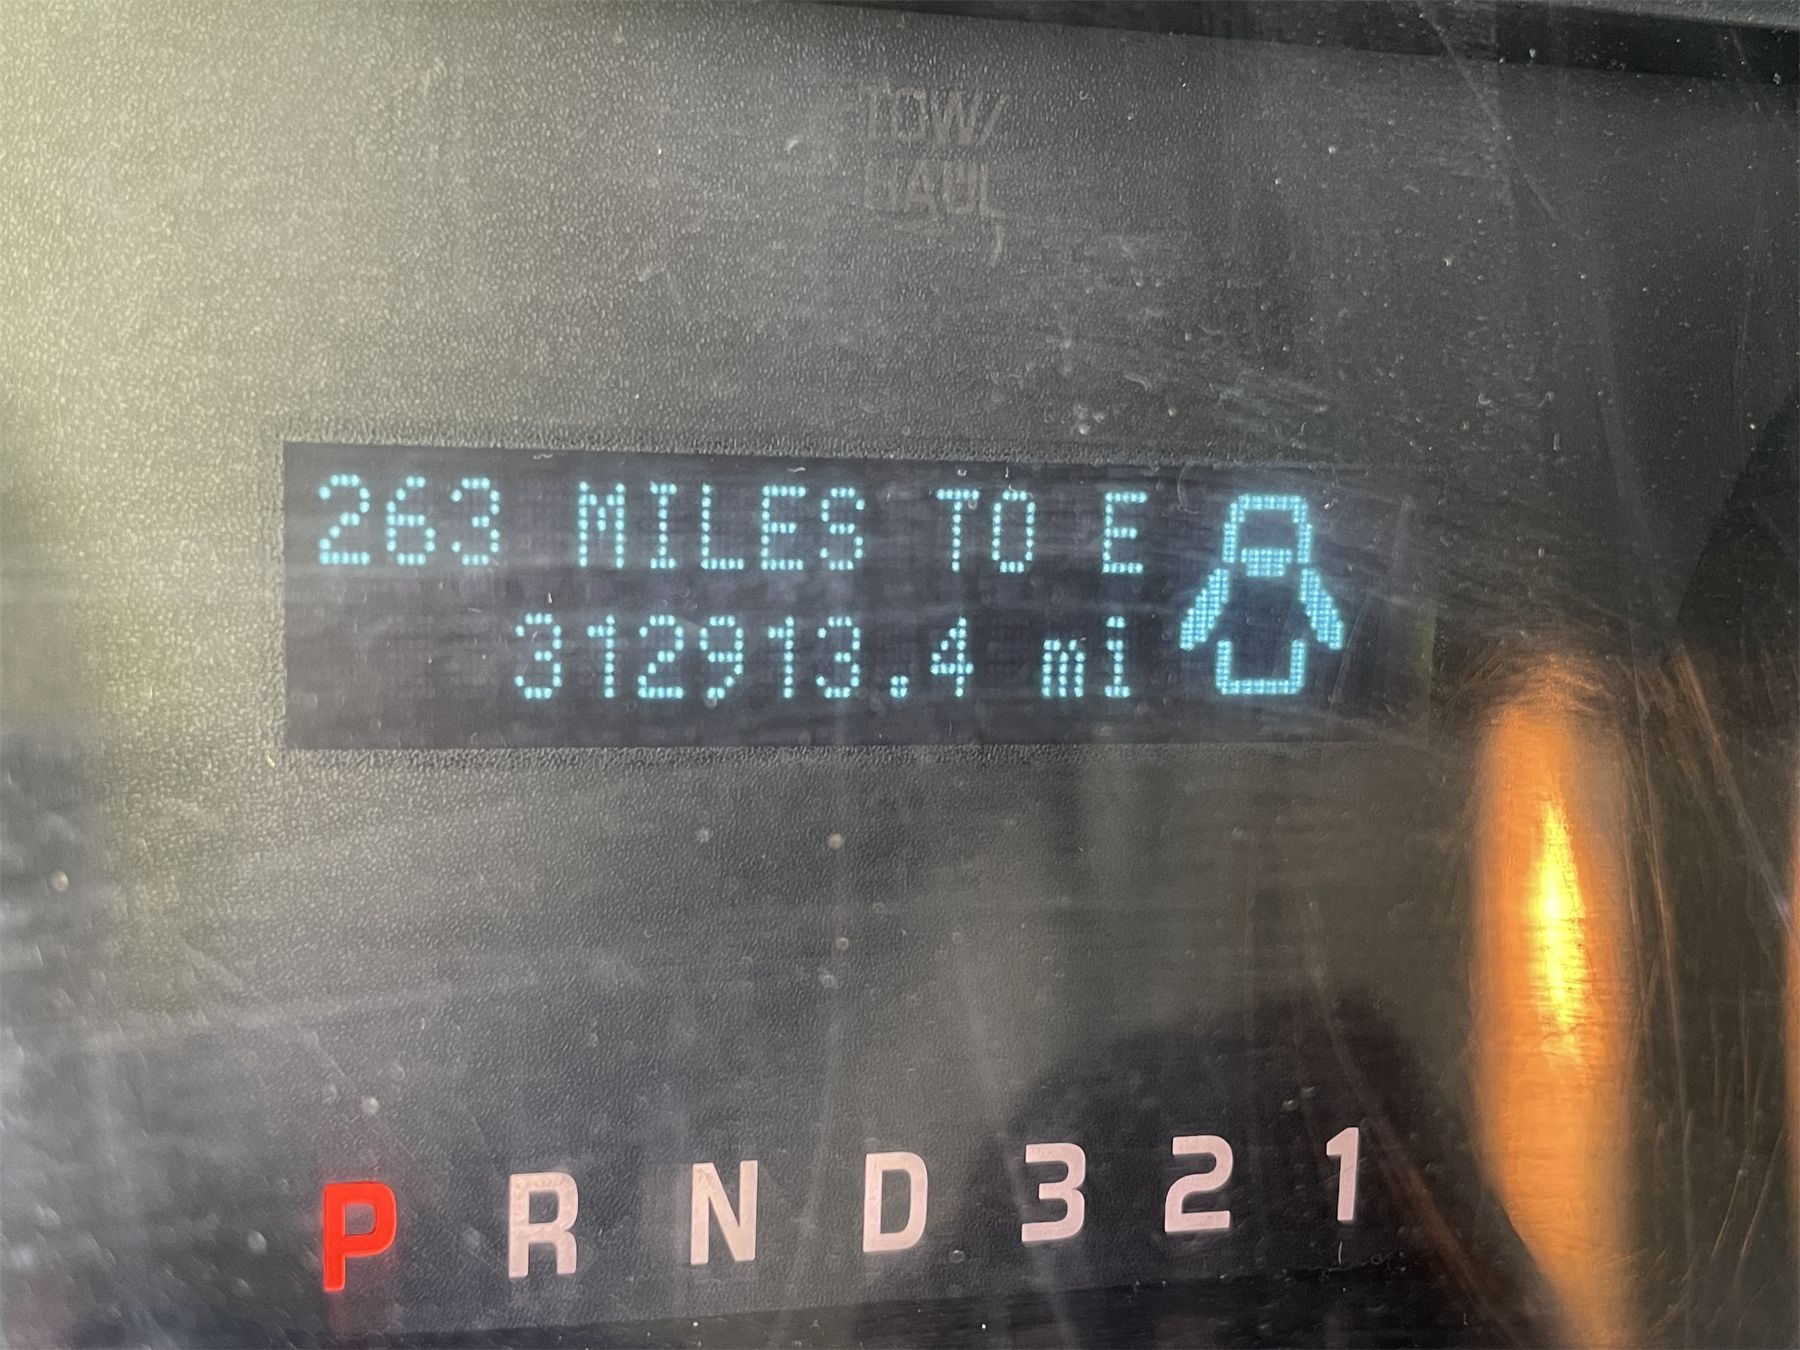 TOW/
HAUL
263 MILES TO E
312913.4 mi
P R N D 3 2 1